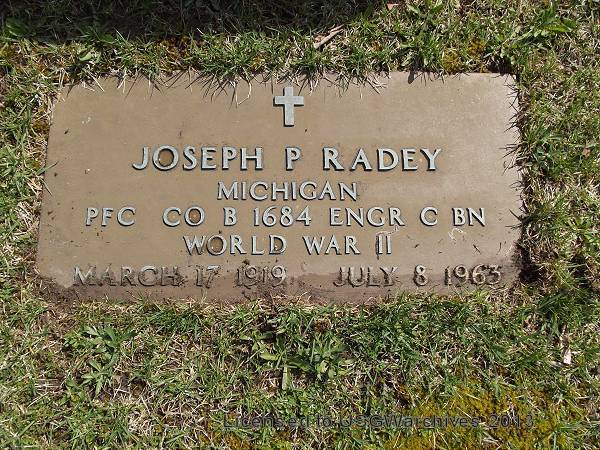 JOSEPH P RADEY
MICHIGAN
PFC CO B 1684 ENGR C BN
WORLD WAR II
MARCH 17 1919 JULY 8 1963
Licensed to USGWarchives 2013